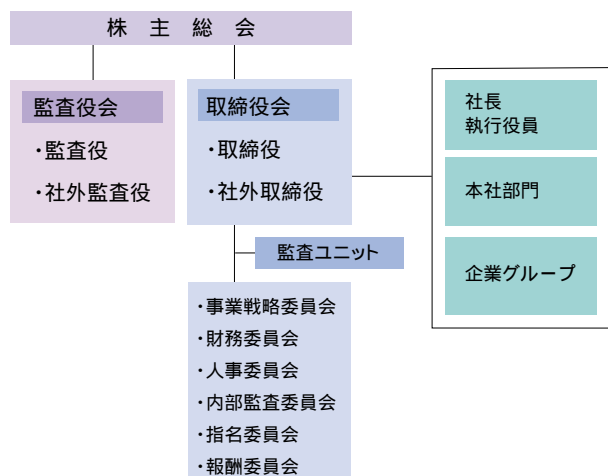 株 主 総 会
監査役会
・監査役
・社外監査役
取締役会
・取締役
・社外取締役
監査ユニット
・事業戦略委員会
・財務委員会
・人事委員会
・内部監査委員会
・指名委員会
・報酬委員会
社長
執行役員
本社部門
企業グループ